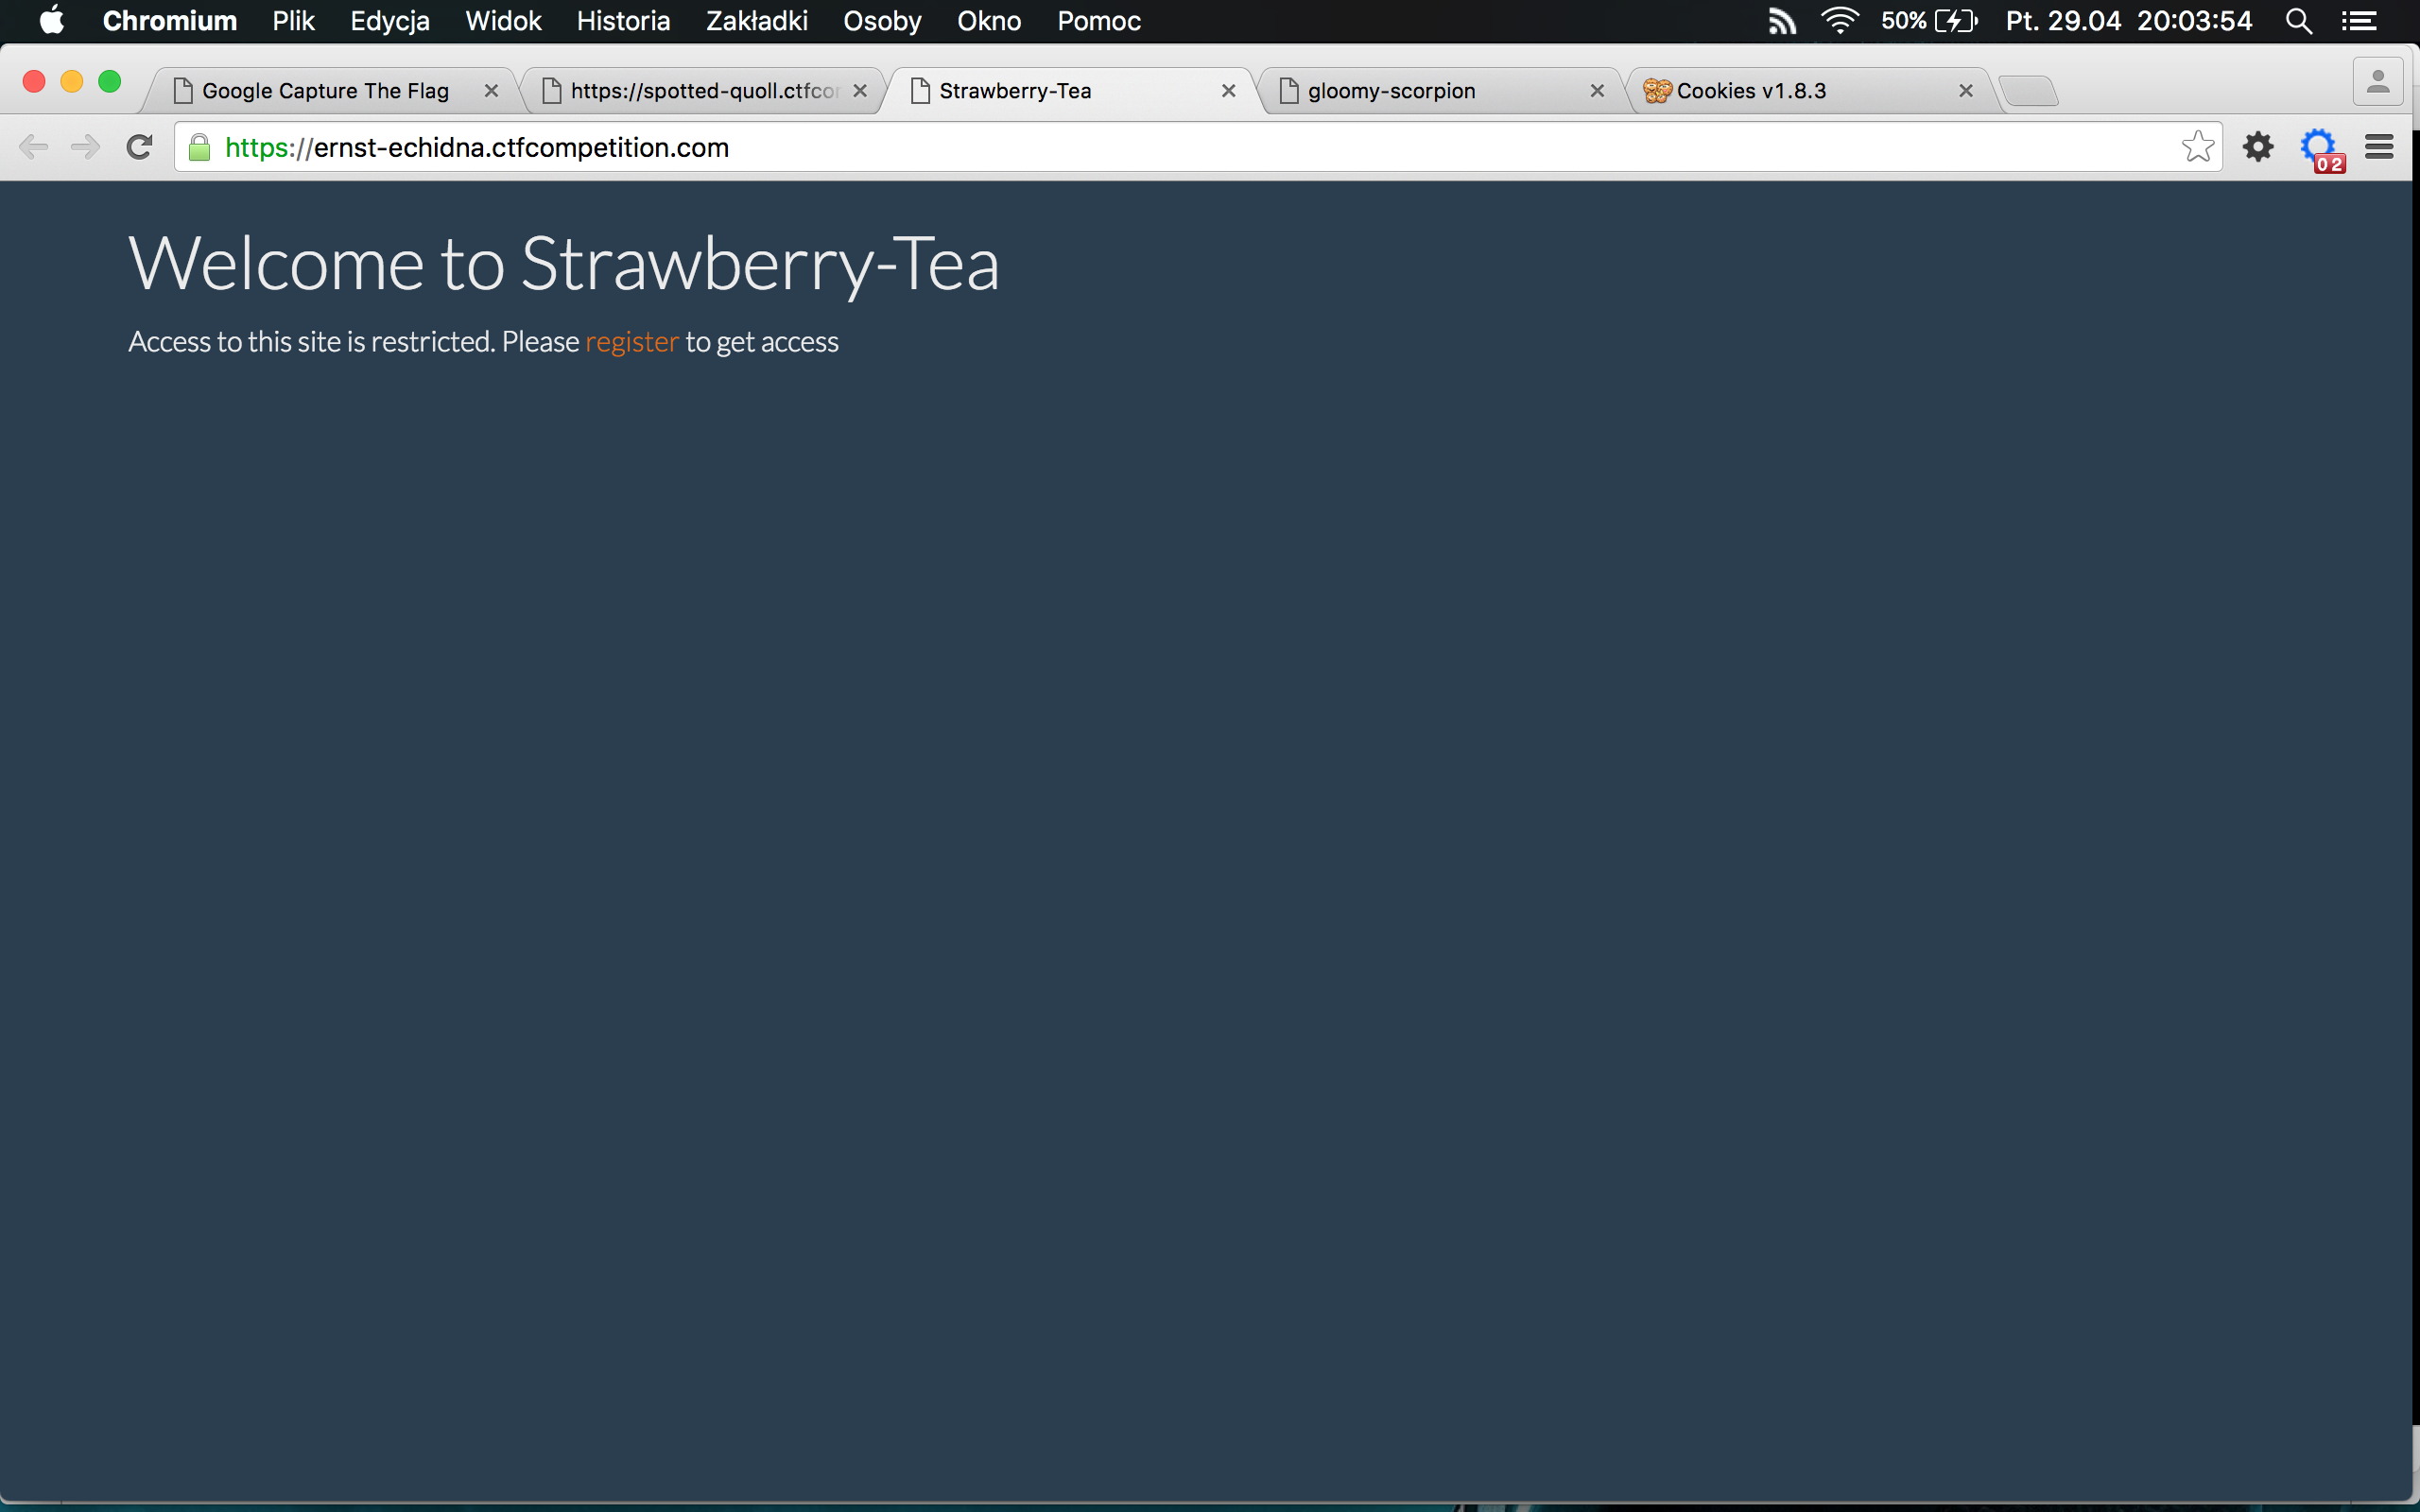 Chromium Plik Edycja Widok Historia Zakładki Osoby Okno Pomoc 50% Pt. 29.04 20:03:54
Google Capture The Flag https://spotted-quoll.ctfcor Strawberry-Tea gloomy-scorpion Cookies v1.8.3
https://ernst-echidna.ctfcompetition.com 02
Welcome to Strawberry-Tea
Access to this site is restricted. Please register to get access